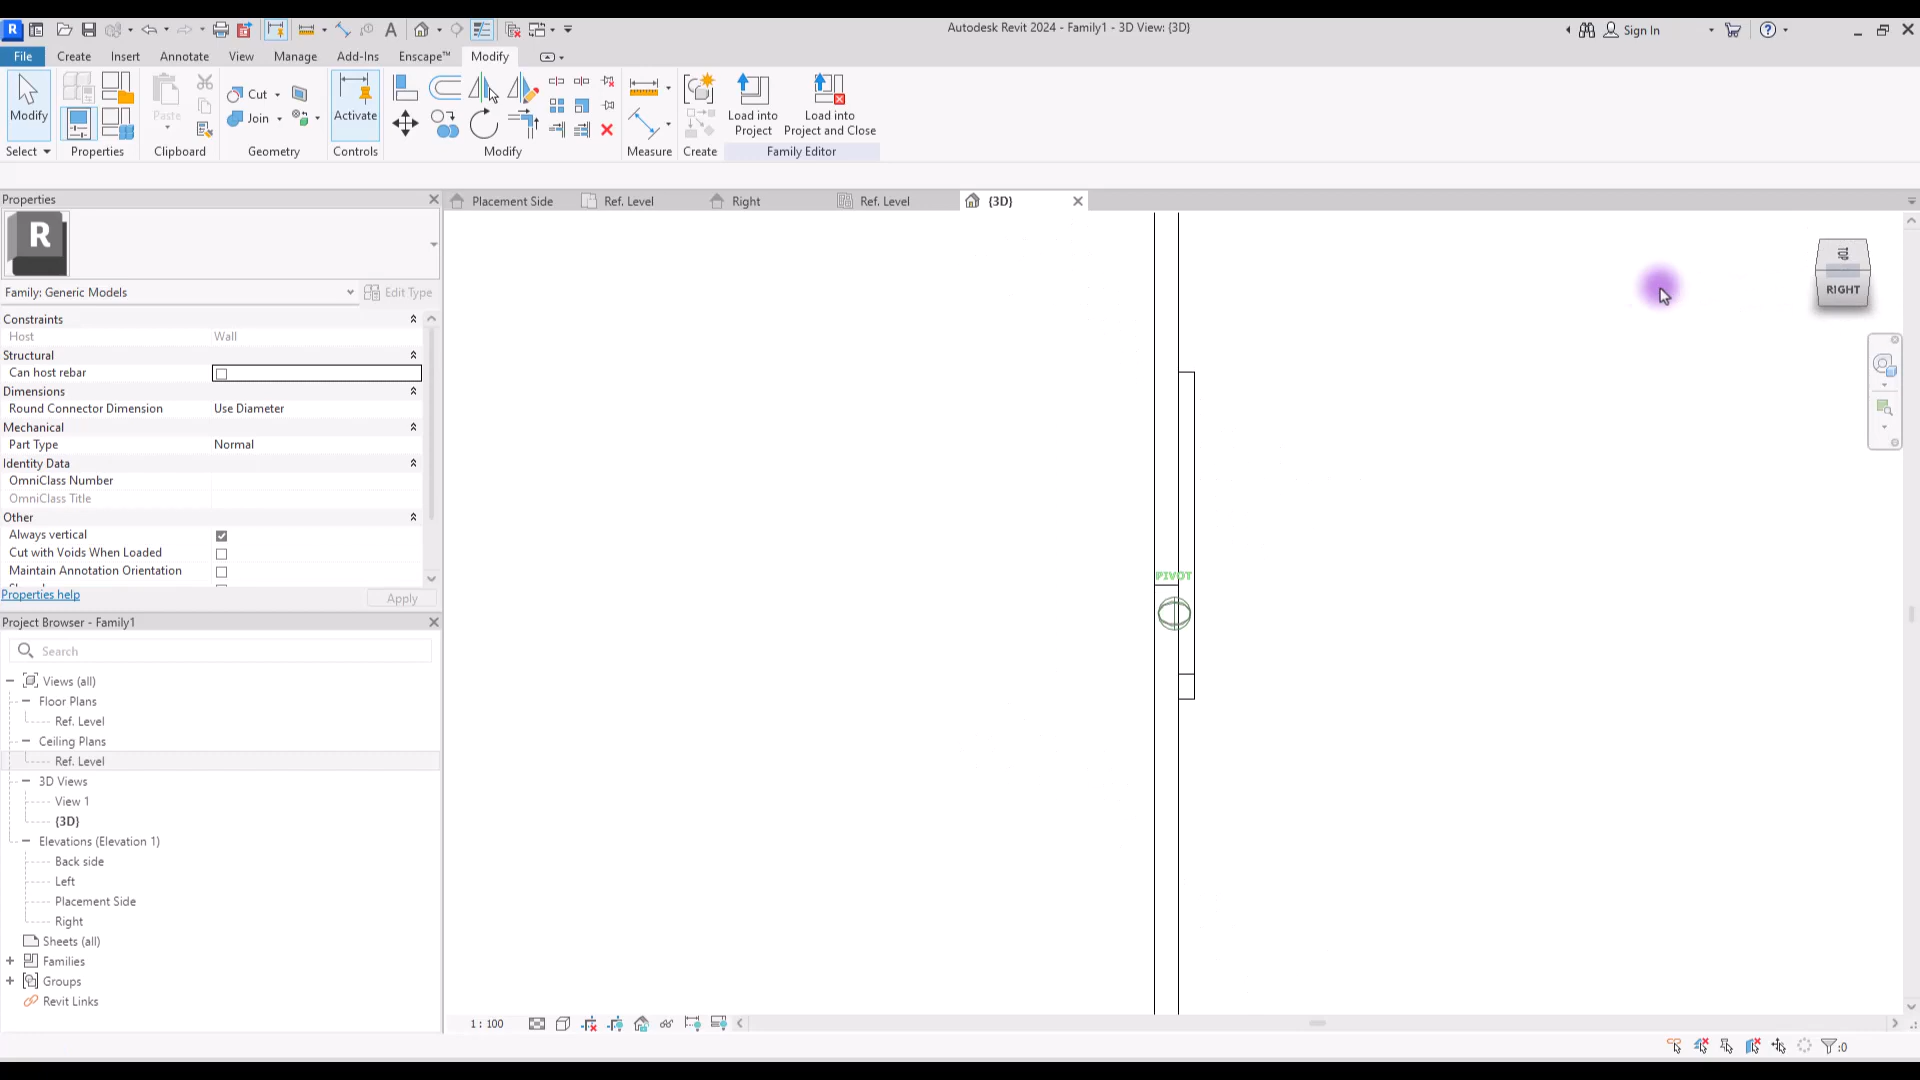 Autodesk Revit 2024 - Family1 - 3D View: {3D}
Sign In
File Create Insert Annotate View Manage Add-Ins Enscape™ Modify
Modify
Paste
Cut
Join
Activate
Load into Project
Load into Project and Close
Select Properties Clipboard Geometry Controls Modify Measure Create Family Editor
Properties
Placement Side Ref. Level Right Ref. Level {3D}
R
Family: Generic Models Edit Type
Constraints
Host Wall
Structural
Can host rebar
Dimensions
Round Connector Dimension Use Diameter
Mechanical
Part Type Normal
Identity Data
OmniClass Number
OmniClass Title
Other
Always vertical
Cut with Voids When Loaded
Maintain Annotation Orientation
Properties help Apply
Project Browser - Family1
Search
Views (all)
Floor Plans
Ref. Level
Ceiling Plans
Ref. Level
3D Views
View 1
{3D}
Elevations (Elevation 1)
Back side
Left
Placement Side
Right
Sheets (all)
Families
Groups
Revit Links
TOP
RIGHT
PIVOT
1 : 100
:0